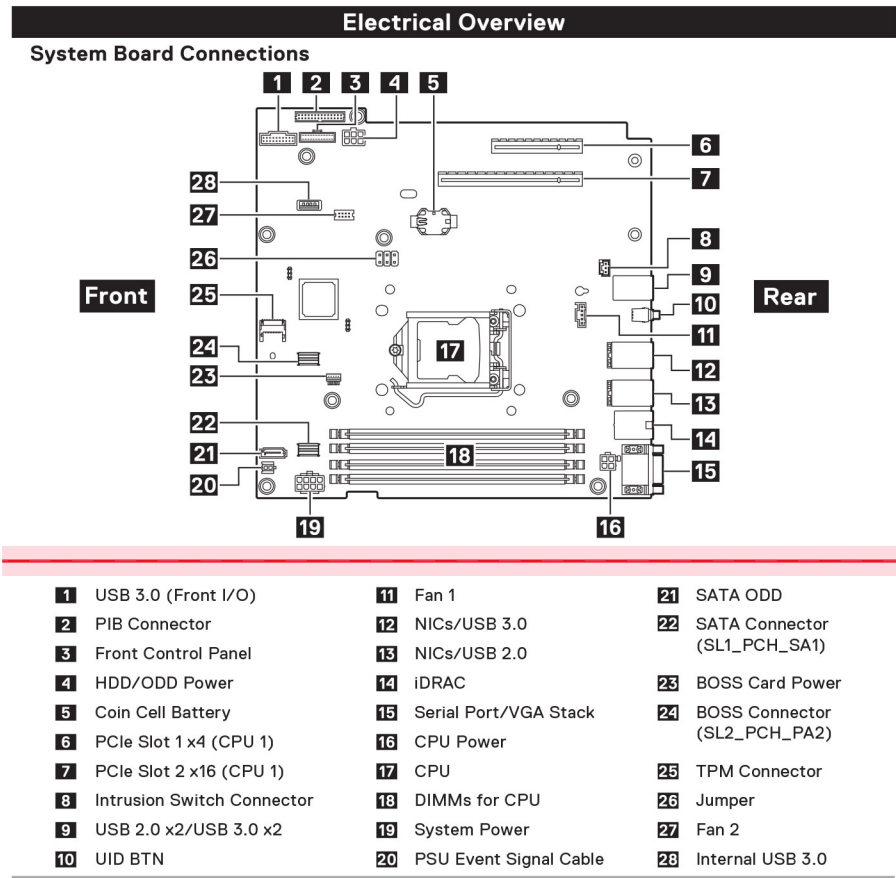 Electrical Overview
System Board Connections
1 2 3 4 5
6
7
28
27
8
26
9
Front
25
10
Rear
11
24
17
12
23
13
22
14
21
18
15
20
19
16
1 USB 3.0 (Front I/O)
2 PIB Connector
3 Front Control Panel
4 HDD/ODD Power
5 Coin Cell Battery
6 PCIe Slot 1 x4 (CPU 1)
7 PCIe Slot 2 x16 (CPU 1)
8 Intrusion Switch Connector
9 USB 2.0 x2/USB 3.0 x2
10 UID BTN
11 Fan 1
12 NICs/USB 3.0
13 NICs/USB 2.0
14 iDRAC
15 Serial Port/VGA Stack
16 CPU Power
17 CPU
18 DIMMs for CPU
19 System Power
20 PSU Event Signal Cable
21 SATA ODD
22 SATA Connector
(SL1_PCH_SA1)
23 BOSS Card Power
24 BOSS Connector
(SL2_PCH_PA2)
25 TPM Connector
26 Jumper
27 Fan 2
28 Internal USB 3.0